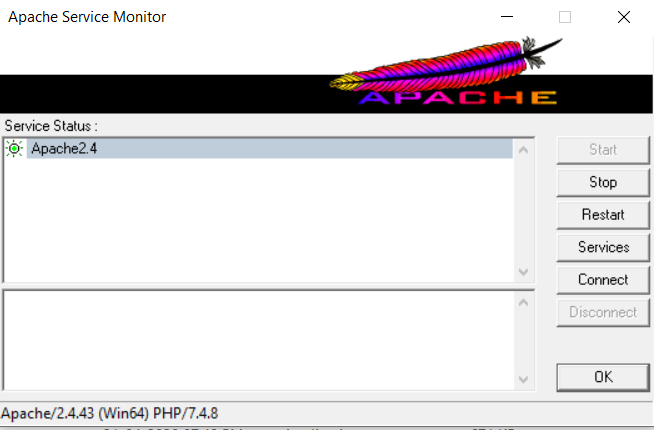 Apache Service Monitor
APACHE
Service Status :
Apache2.4
Start
Stop
Restart
Services
Connect
Disconnect
OK
Apache/2.4.43 (Win64) PHP/7.4.8